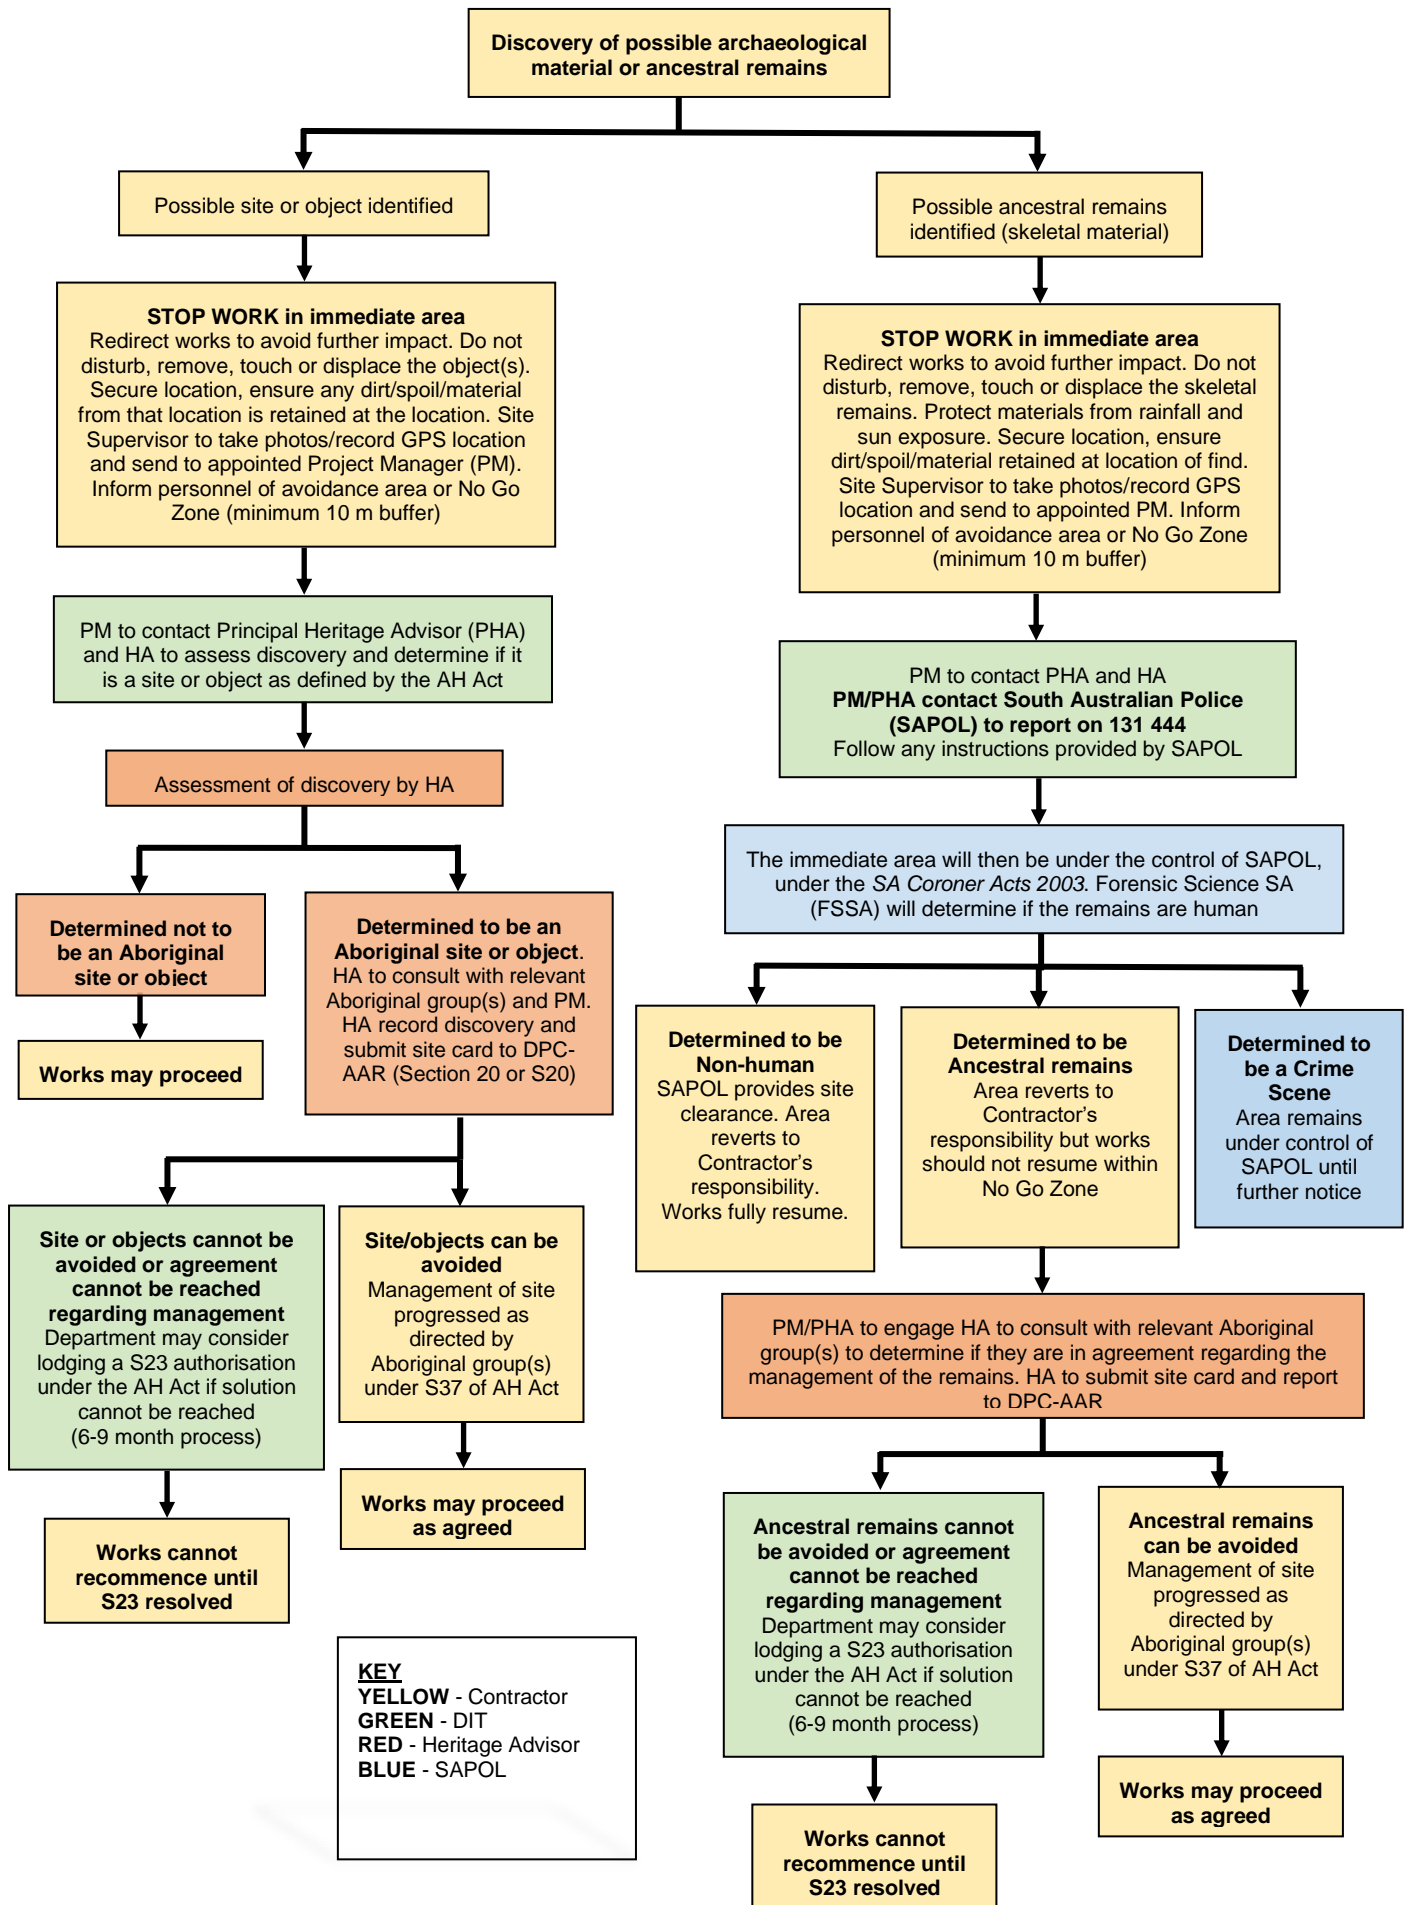 Discovery of possible archaeological
material or ancestral remains
Possible site or object identified
Possible ancestral remains
identified (skeletal material)
STOP WORK in immediate area
Redirect works to avoid further impact. Do not
disturb, remove, touch or displace the object(s).
Secure location, ensure any dirt/spoil/material
from that location is retained at the location. Site
Supervisor to take photos/record GPS location
and send to appointed Project Manager (PM).
Inform personnel of avoidance area or No Go
Zone (minimum 10 m buffer)
STOP WORK in immediate area
Redirect works to avoid further impact. Do not
disturb, remove, touch or displace the skeletal
remains. Protect materials from rainfall and
sun exposure. Secure location, ensure
dirt/spoil/material retained at location of find.
Site Supervisor to take photos/record GPS
location and send to appointed PM. Inform
personnel of avoidance area or No Go Zone
(minimum 10 m buffer)
PM to contact Principal Heritage Advisor (PHA)
and HA to assess discovery and determine if it
is a site or object as defined by the AH Act
PM to contact PHA and HA
PM/PHA contact South Australian Police
(SAPOL) to report on 131 444
Follow any instructions provided by SAPOL
Assessment of discovery by HA
The immediate area will then be under the control of SAPOL,
under the SA Coroner Acts 2003. Forensic Science SA
(FSSA) will determine if the remains are human
Determined not to
be an Aboriginal
site or object
Works may proceed
Determined to be an
Aboriginal site or object.
HA to consult with relevant
Aboriginal group(s) and PM.
HA record discovery and
submit site card to DPC-
AAR (Section 20 or S20)
Determined to be
Non-human
SAPOL provides site
clearance. Area
reverts to
Contractor's
responsibility.
Works fully resume.
Determined to be
Ancestral remains
Area reverts to
Contractor's
responsibility but works
should not resume within
No Go Zone
Determined to
be a Crime
Scene
Area remains
under control of
SAPOL until
further notice
Site or objects cannot be
avoided or agreement
cannot be reached
regarding management
Department may consider
lodging a S23 authorisation
under the AH Act if solution
cannot be reached
(6-9 month process)
Site/objects can be
avoided
Management of site
progressed as
directed by
Aboriginal group(s)
under S37 of AH Act
PM/PHA to engage HA to consult with relevant Aboriginal
group(s) to determine if they are in agreement regarding the
management of the remains. HA to submit site card and report
to DPC-AAR
Works cannot
recommence until
S23 resolved
Works may proceed
as agreed
Ancestral remains cannot
be avoided or agreement
cannot be reached
regarding management
Department may consider
lodging a S23 authorisation
under the AH Act if solution
cannot be reached
(6-9 month process)
Ancestral remains
can be avoided
Management of site
progressed as
directed by
Aboriginal group(s)
under S37 of AH Act
KEY
YELLOW - Contractor
GREEN - DIT
RED - Heritage Advisor
BLUE - SAPOL
Works cannot
recommence until
S23 resolved
Works may proceed
as agreed